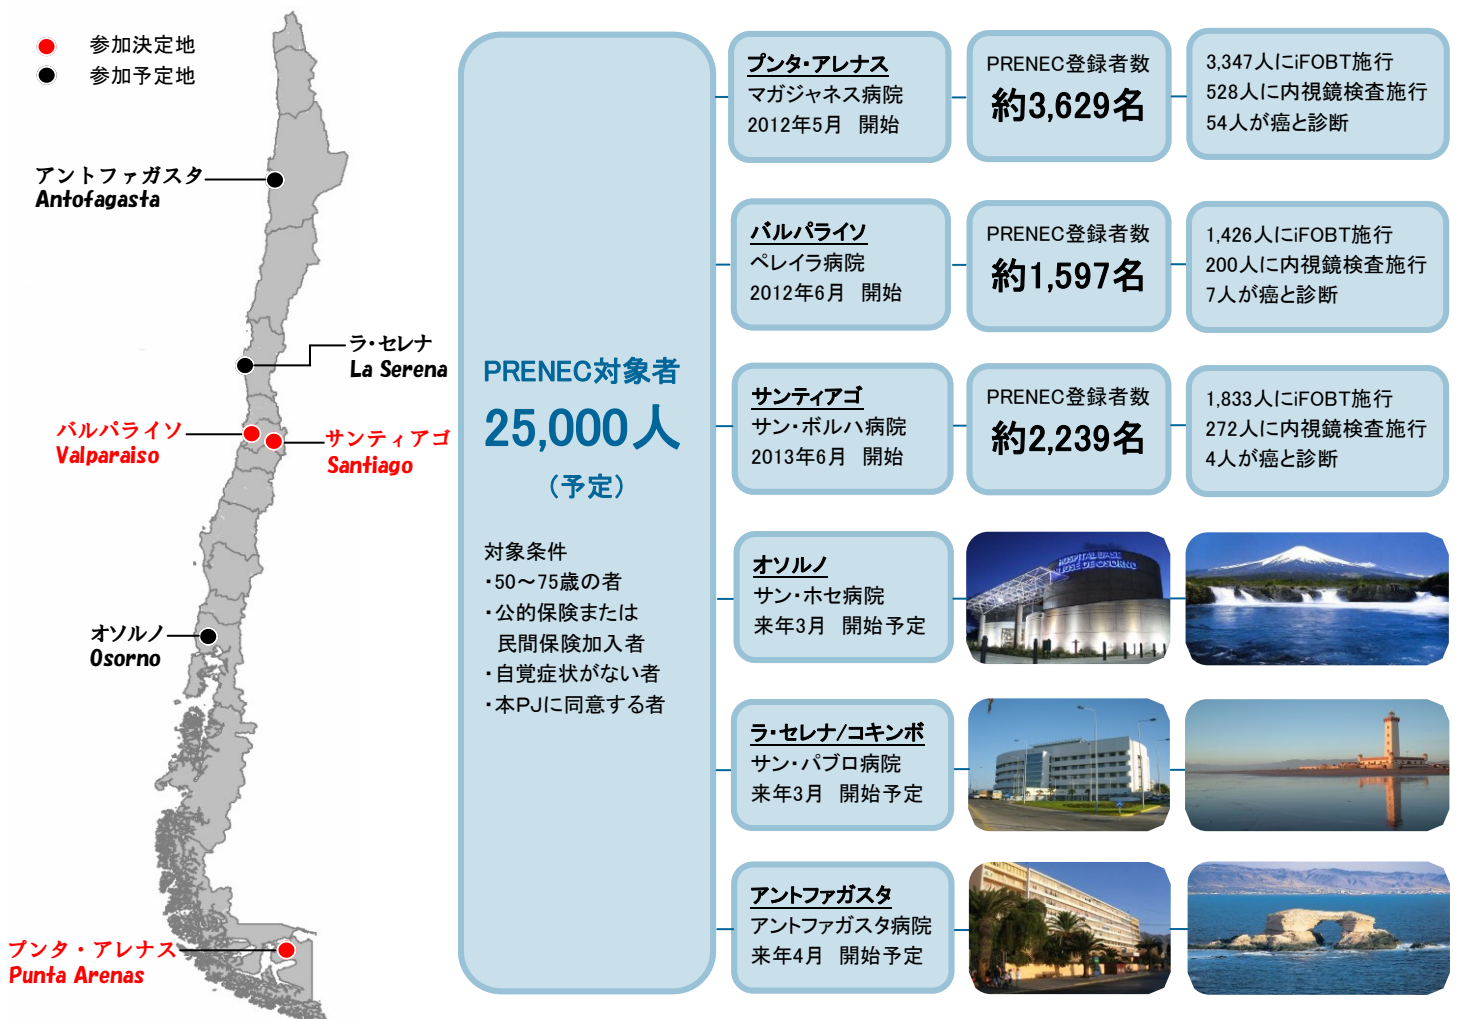 参加決定地
参加予定地
アントファガスタ
Antofagasta
ラ・セレナ
La Serena
バルパライソ
Valparaiso
サンティアゴ
Santiago
オソルノ
Osorno
プンタ・アレナス
Punta Arenas
PRENEC対象者
25,000人
（予定）
対象条件
・50～75歳の者
・公的保険または
民間保険加入者
・自覚症状がない者
・本PJに同意する者
プンタ・アレナス
マガジャネス病院
2012年5月　開始
PRENEC登録者数
約3,629名
3,347人にiFOBT施行
528人に内視鏡検査施行
54人が癌と診断
バルパライソ
ペレイラ病院
2012年6月　開始
PRENEC登録者数
約1,597名
1,426人にiFOBT施行
200人に内視鏡検査施行
7人が癌と診断
サンティアゴ
サン・ボルハ病院
2013年6月　開始
PRENEC登録者数
約2,239名
1,833人にiFOBT施行
272人に内視鏡検査施行
4人が癌と診断
オソルノ
サン・ホセ病院
来年3月　開始予定
HOSPITAL BASE
SAN JOSE DE OSORNO
ラ・セレナ/コキンボ
サン・パブロ病院
来年3月　開始予定
アントファガスタ
アントファガスタ病院
来年4月　開始予定